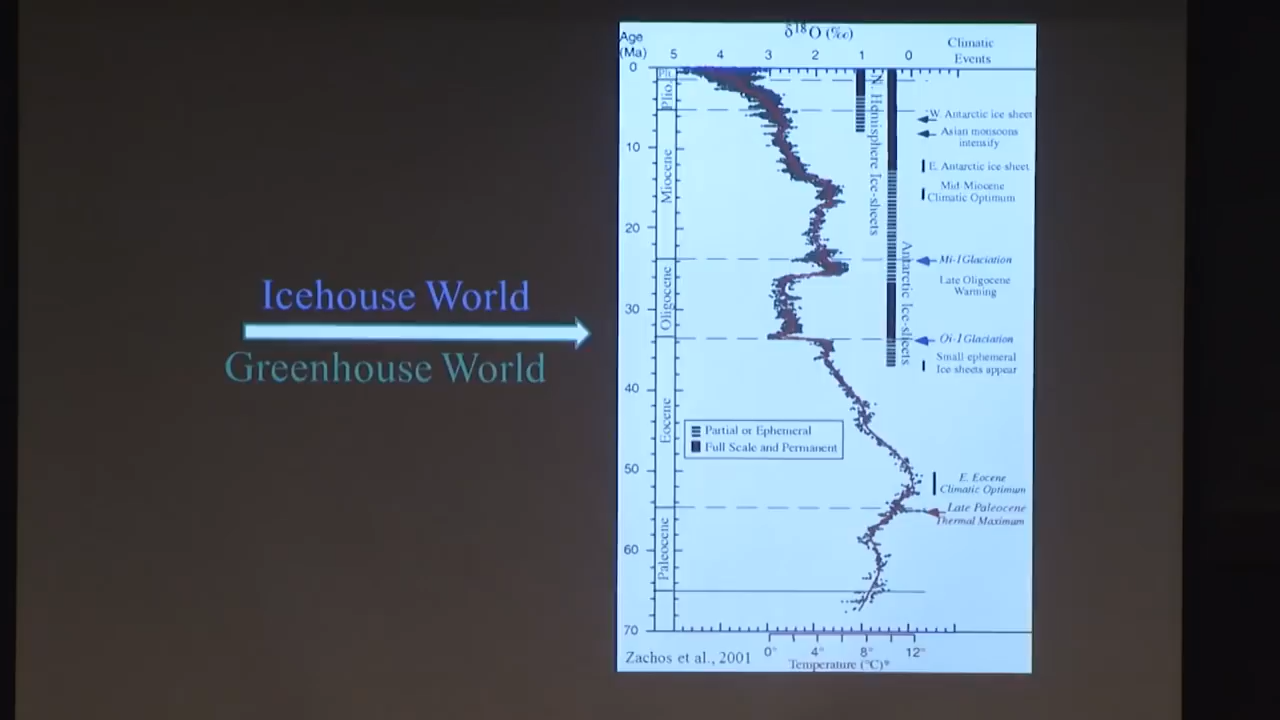 Icehouse World
Greenhouse World
δ18O (‰)
Age
(Ma)
5 4 3 2 1 0
Climatic
Events
0
10
20
30
40
50
60
70
Plio.
Miocene
Oligocene
Eocene
Paleocene
N. Hemisphere Ice-sheets
Antarctic Ice-sheets
W. Antarctic ice sheet
Asian monsoons
intensify
E. Antarctic ice-sheet
Mid-Miocene
Climatic Optimum
Mi-1 Glaciation
Late Oligocene
Warming
Oi-1 Glaciation
Small ephemeral
Ice-sheets appear
Partial or Ephemeral
Full Scale and Permanent
E. Eocene
Climatic Optimum
Late Paleocene
Thermal Maximum
0° 4° 8° 12°
Temperature (°C)*
Zachos et al., 2001